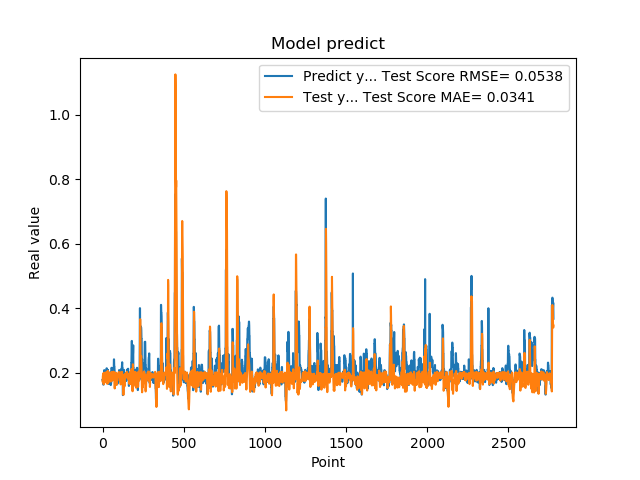 Model predict
Predict y... Test Score RMSE= 0.0538
Test y... Test Score MAE= 0.0341
Real value
1.0
0.8
0.6
0.4
0.2
0 500 1000 1500 2000 2500
Point